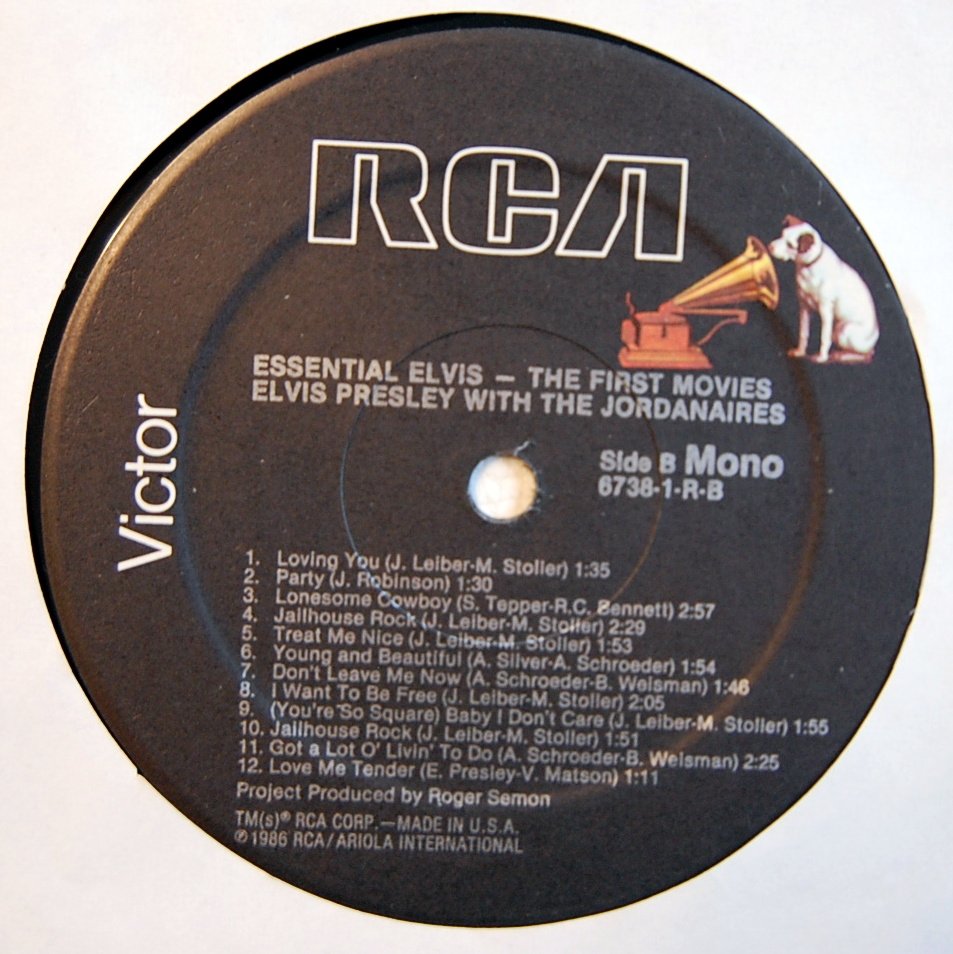 RCA
Victor
ESSENTIAL ELVIS — THE FIRST MOVIES
ELVIS PRESLEY WITH THE JORDANAIRES
Side B Mono
6738-1-R-B
1. Loving You (J. Leiber-M. Stoller) 1:35
2. Party (J. Robinson) 1:30
3. Lonesome Cowboy (S. Tepper-R.C. Bennett) 2:57
4. Jailhouse Rock (J. Leiber-M. Stoller) 2:29
5. Treat Me Nice (J. Leiber-M. Stoller) 1:53
6. Young and Beautiful (A. Silver-A. Schroeder) 1:54
7. Don't Leave Me Now (A. Schroeder-B. Weisman) 1:46
8. I Want To Be Free (J. Leiber-M. Stoller) 2:05
9. (You're So Square) Baby I Don't Care (J. Leiber-M. Stoller) 1:55
10. Jailhouse Rock (J. Leiber-M. Stoller) 1:51
11. Got a Lot O' Livin' To Do (A. Schroeder-B. Weisman) 2:25
12. Love Me Tender (E. Presley-V. Matson) 1:11
Project Produced by Roger Semon
TM(s)® RCA CORP.—MADE IN U.S.A.
℗1986 RCA/ARIOLA INTERNATIONAL